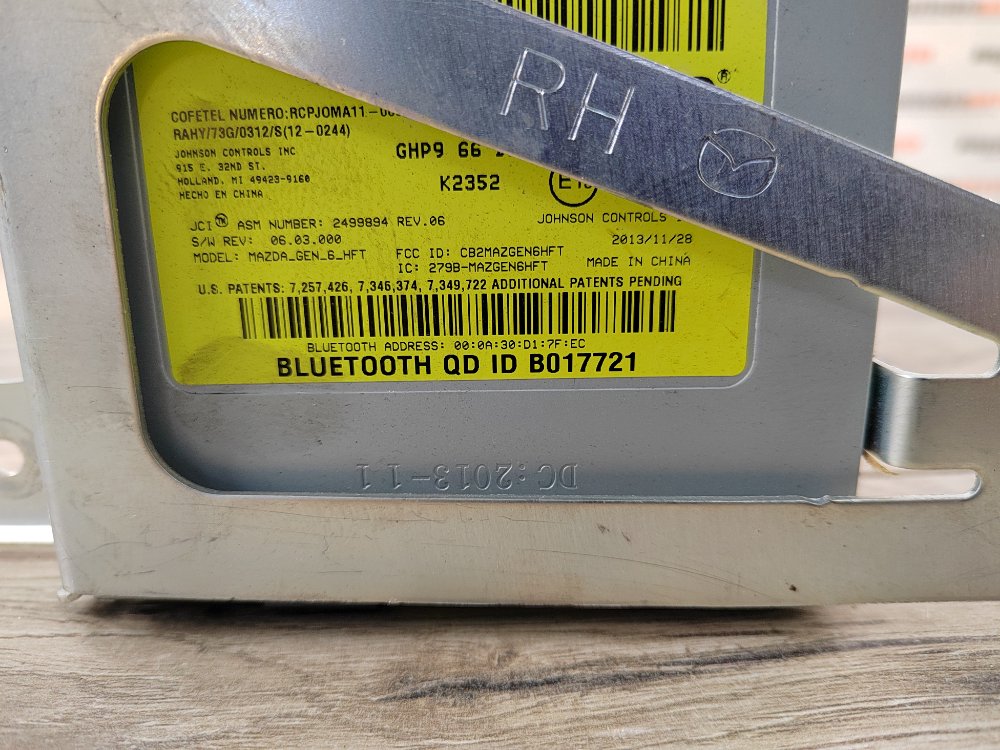 RH
COFETEL NUMERO:RCPJOMA11-
RAHY/73G/0312/S(12-0244)
JOHNSON CONTROLS INC
915 E. 32ND ST.
HOLLAND, MI 49423-9160
HECHO EN CHINA
GHP9 66
K2352
JCI™ ASM NUMBER: 2499894 REV.06
JOHNSON CONTROLS
S/W REV: 06.03.000
2013/11/28
MODEL: MAZDA_GEN_6_HFT
FCC ID: CB2MAZGEN6HFT
IC: 279B-MAZGEN6HFT
MADE IN CHINA
U.S. PATENTS: 7,257,426, 7,346,374, 7,349,722 ADDITIONAL PATENTS PENDING
BLUETOOTH ADDRESS: 00:0A:30:D1:7F:EC
BLUETOOTH QD ID B017721
DC:2013-11